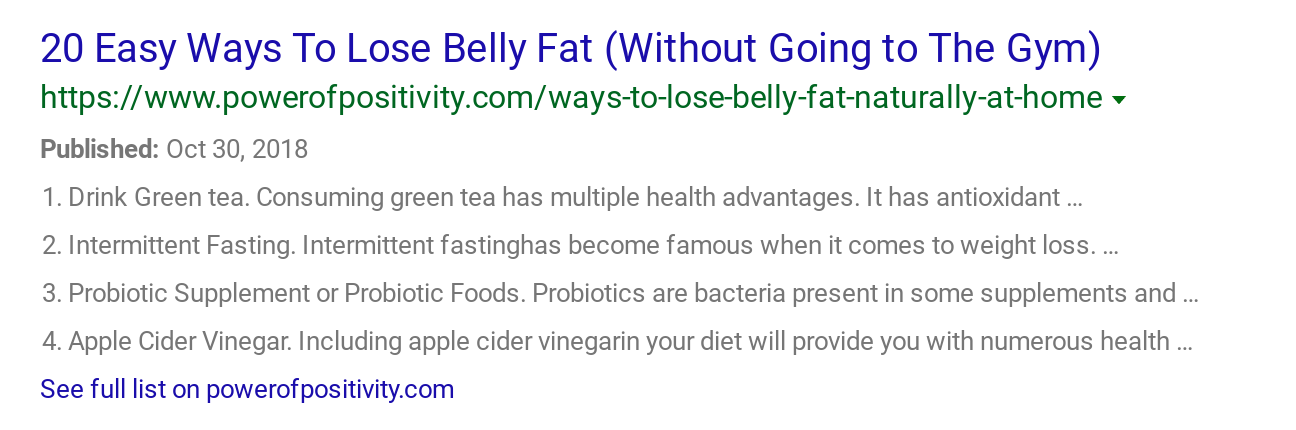 20 Easy Ways To Lose Belly Fat (Without Going to The Gym)
https://www.powerofpositivity.com/ways-to-lose-belly-fat-naturally-at-home
Published: Oct 30, 2018
1. Drink Green tea. Consuming green tea has multiple health advantages. It has antioxidant ...
2. Intermittent Fasting. Intermittent fastinghas become famous when it comes to weight loss. ...
3. Probiotic Supplement or Probiotic Foods. Probiotics are bacteria present in some supplements and ...
4. Apple Cider Vinegar. Including apple cider vinegarin your diet will provide you with numerous health ...
See full list on powerofpositivity.com